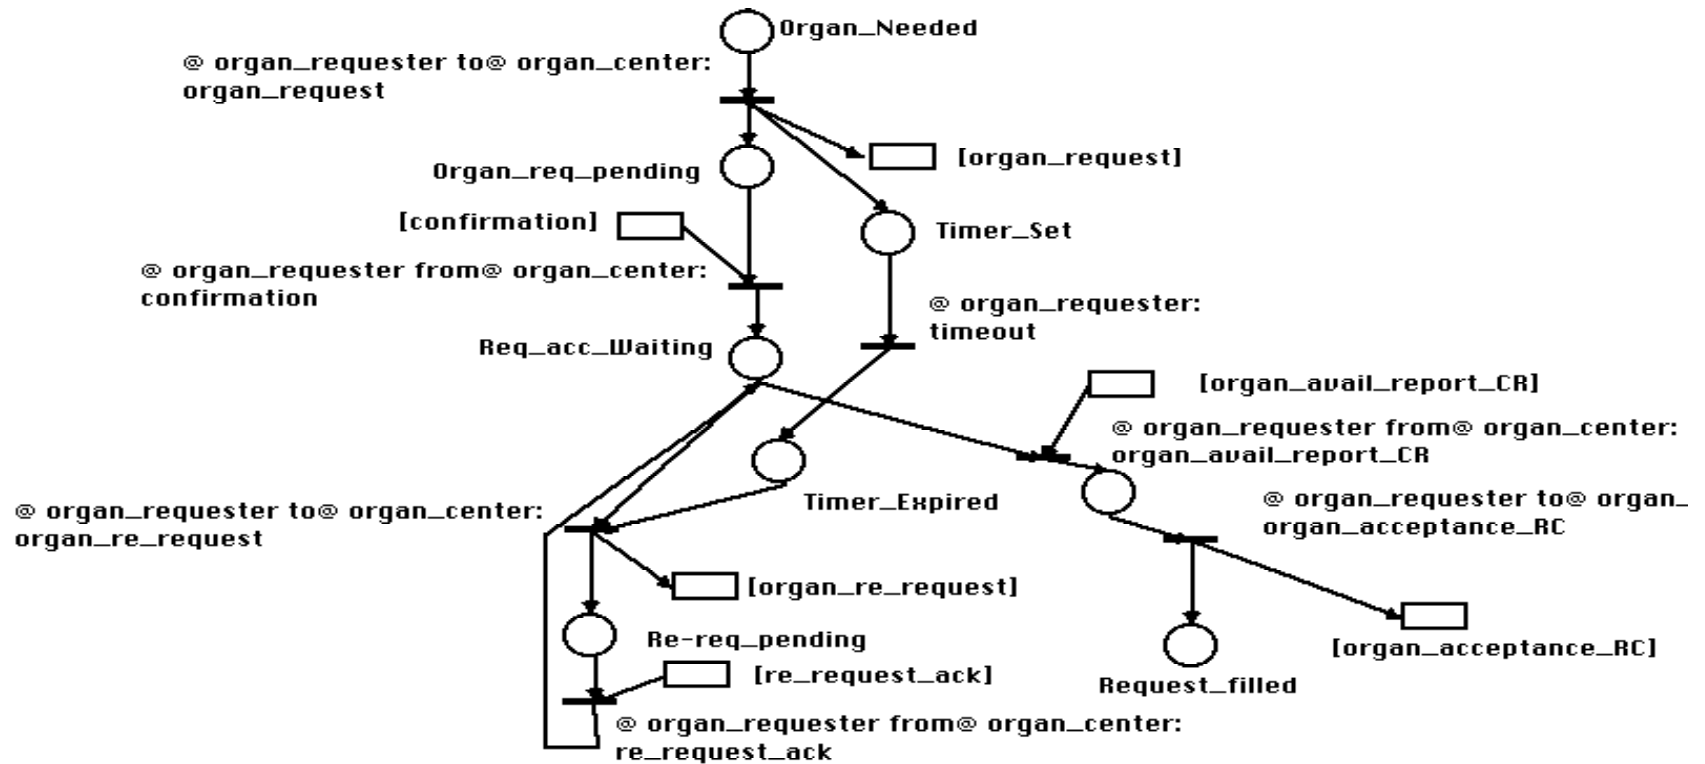 Organ_Needed
@ organ_requester to@ organ_center:
organ_request
[organ_request]
Organ_req_pending
[confirmation]
Timer_Set
@ organ_requester from@ organ_center:
confirmation
@ organ_requester:
timeout
Req_acc_Waiting
[organ_avail_report_CR]
@ organ_requester from@ organ_center:
organ_avail_report_CR
Timer_Expired
@ organ_requester to@ organ_
organ_acceptance_RC
@ organ_requester to@ organ_center:
organ_re_request
[organ_re_request]
Re-req_pending
[organ_acceptance_RC]
[re_request_ack]
Request_filled
@ organ_requester from@ organ_center:
re_request_ack